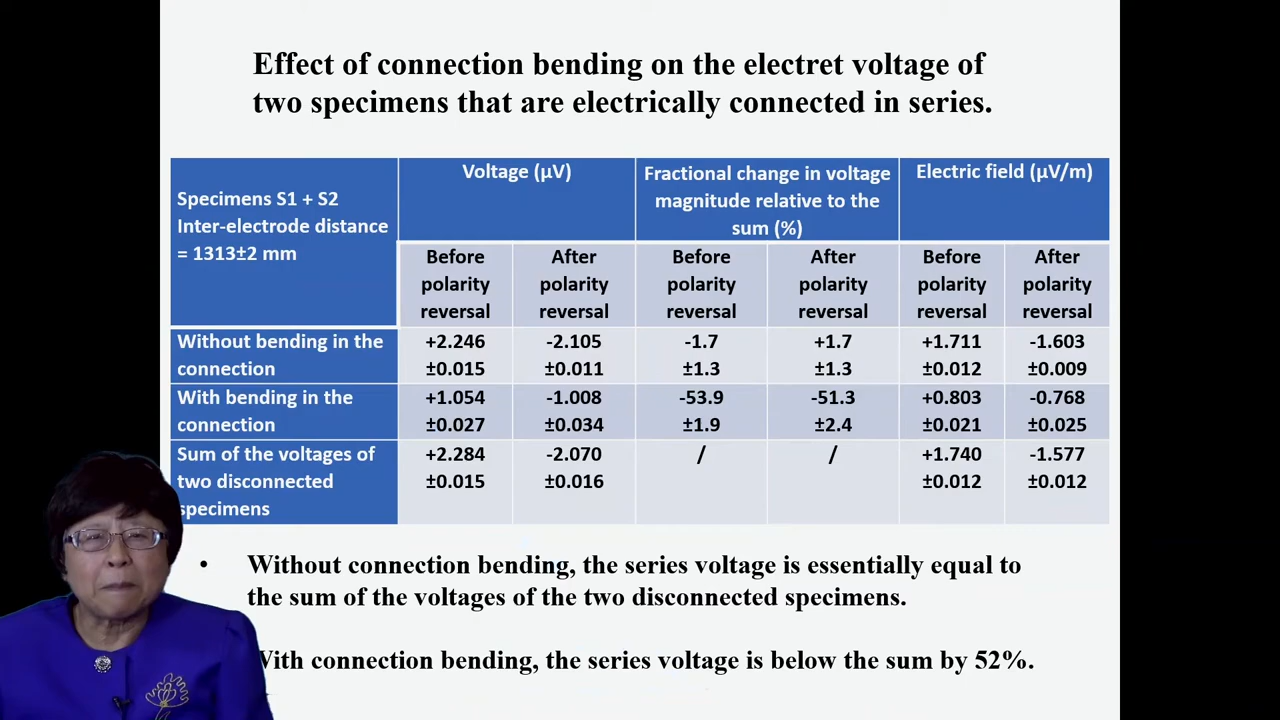 Effect of connection bending on the electret voltage of
two specimens that are electrically connected in series.
Specimens S1 + S2
Inter-electrode distance
= 1313±2 mm
Voltage (µV)
Fractional change in voltage
magnitude relative to the
sum (%)
Electric field (µV/m)
Before
polarity
reversal
After
polarity
reversal
Before
polarity
reversal
After
polarity
reversal
Before
polarity
reversal
After
polarity
reversal
Without bending in the
connection
+2.246
±0.015
-2.105
±0.011
-1.7
±1.3
+1.7
±1.3
+1.711
±0.012
-1.603
±0.009
With bending in the
connection
+1.054
±0.027
-1.008
±0.034
-53.9
±1.9
-51.3
±2.4
+0.803
±0.021
-0.768
±0.025
Sum of the voltages of
two disconnected
specimens
+2.284
±0.015
-2.070
±0.016
/
/
+1.740
±0.012
-1.577
±0.012
• Without connection bending, the series voltage is essentially equal to
the sum of the voltages of the two disconnected specimens.
With connection bending, the series voltage is below the sum by 52%.